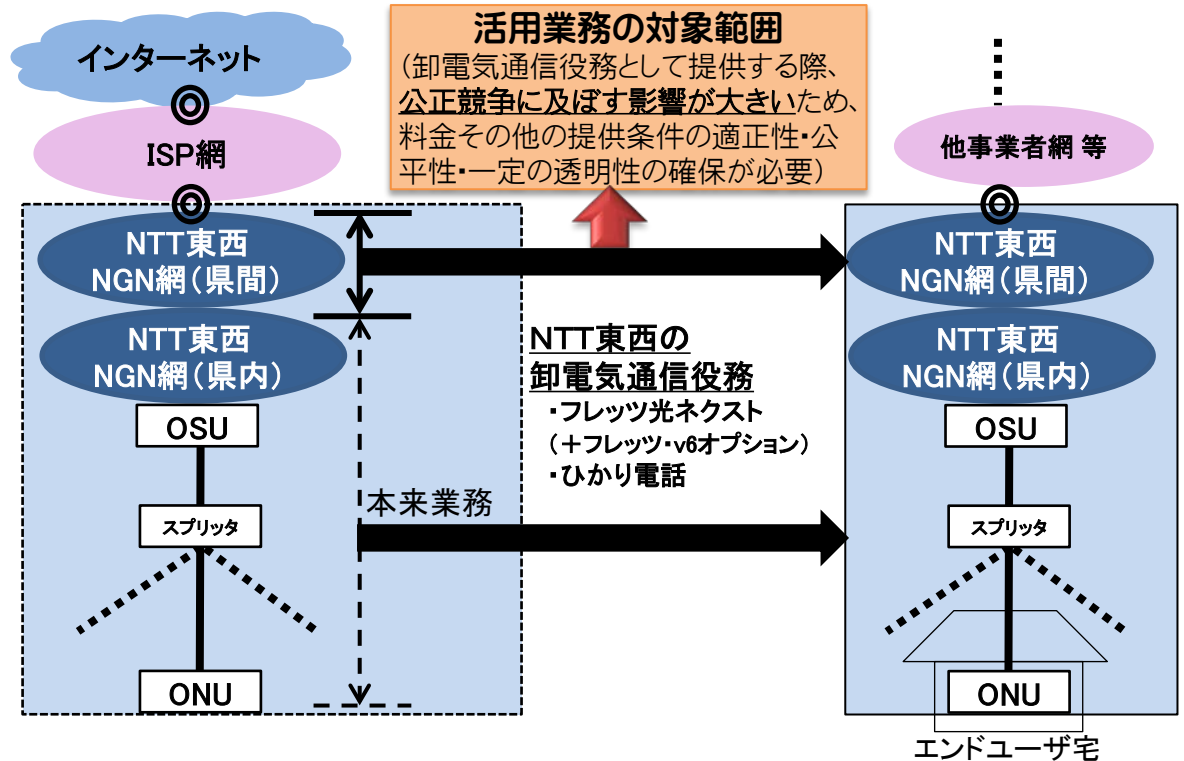 活用業務の対象範囲
（卸電気通信役務として提供する際、
公正競争に及ぼす影響が大きいため、
料金その他の提供条件の適正性・公
平性・一定の透明性の確保が必要）
インターネット
ISP網
NTT東西
NGN網（県間）
NTT東西
NGN網（県内）
OSU
スプリッタ
ONU
本来業務
NTT東西の
卸電気通信役務
・フレッツ光ネクスト
（＋フレッツ・v6オプション）
・ひかり電話
他事業者網 等
NTT東西
NGN網（県間）
NTT東西
NGN網（県内）
OSU
スプリッタ
ONU
エンドユーザ宅